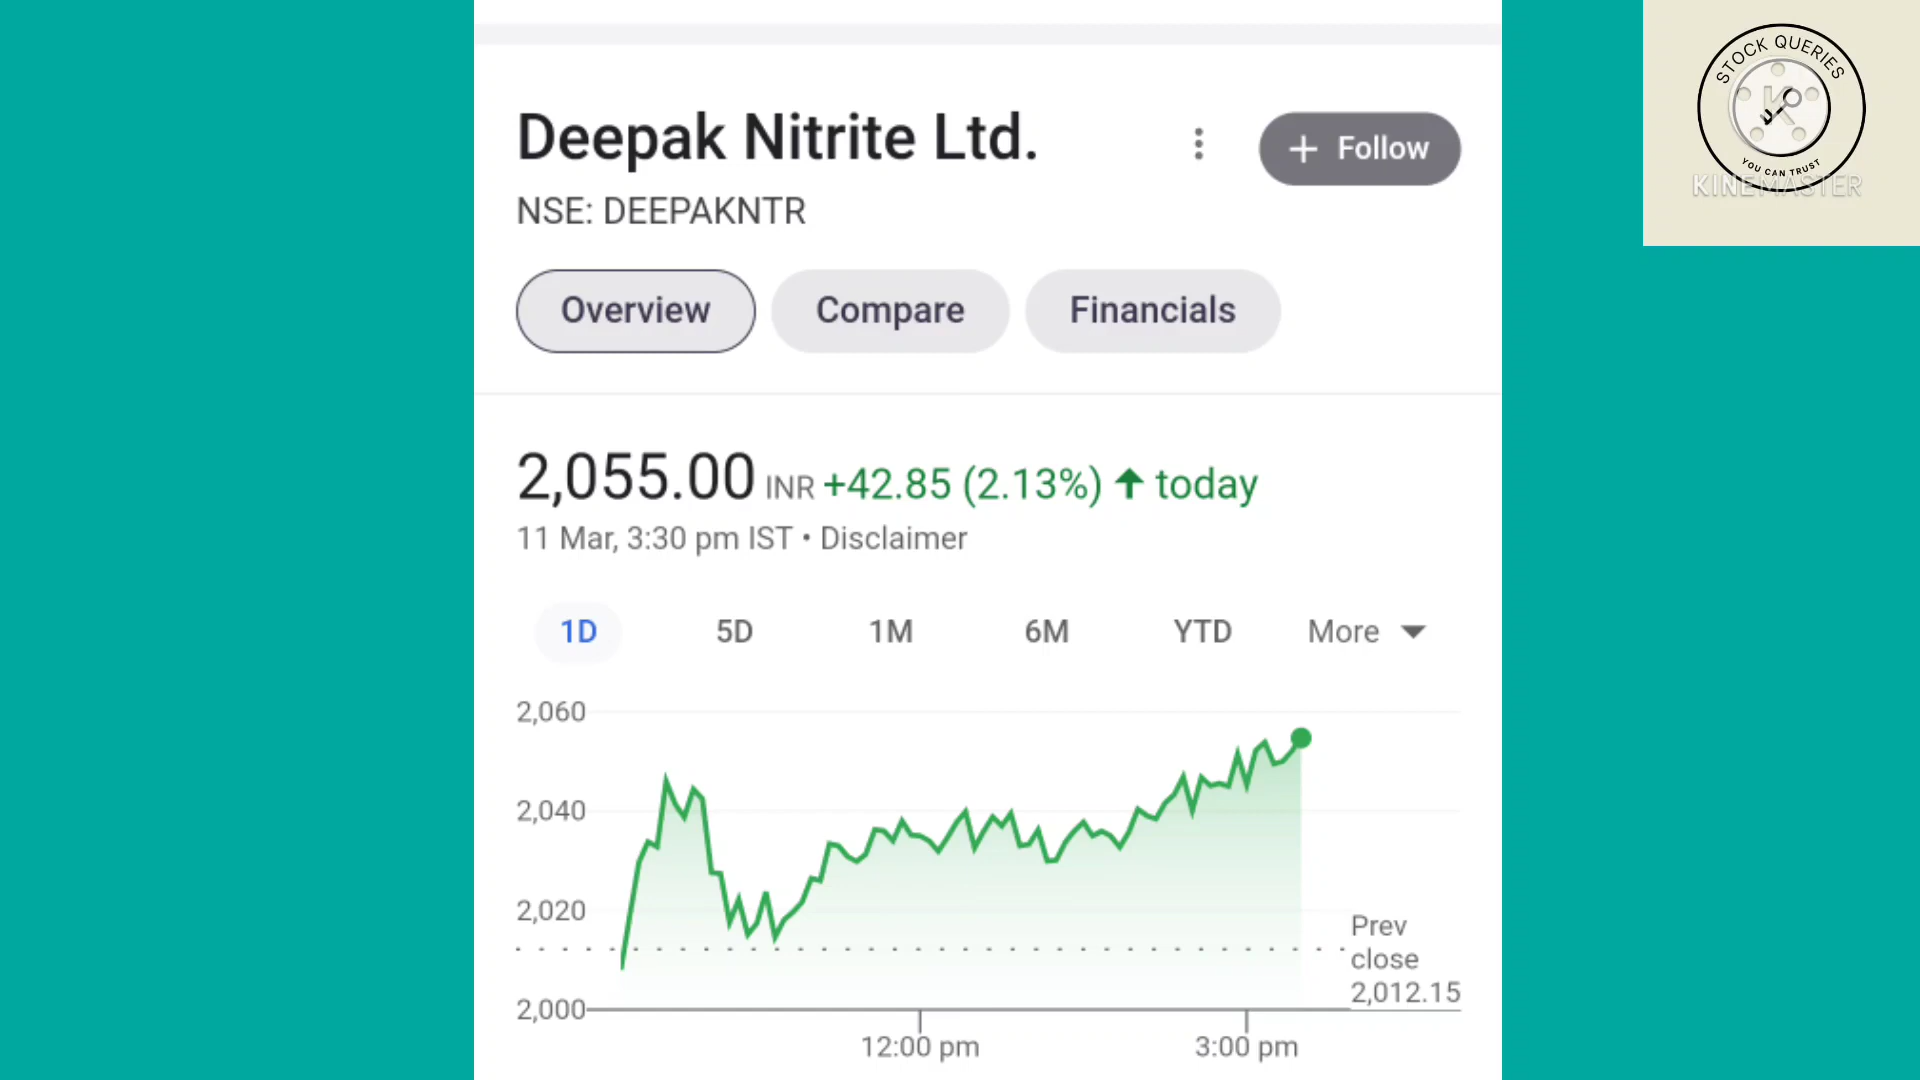 STOCK QUERIES
YOU CAN TRUST
KINEMASTER
Deepak Nitrite Ltd.
+ Follow
NSE: DEEPAKNTR
Overview
Compare
Financials
2,055.00 INR +42.85 (2.13%) ↑ today
11 Mar, 3:30 pm IST • Disclaimer
1D
5D
1M
6M
YTD
More
2,060
2,040
2,020
2,000
Prev
close
2,012.15
12:00 pm
3:00 pm